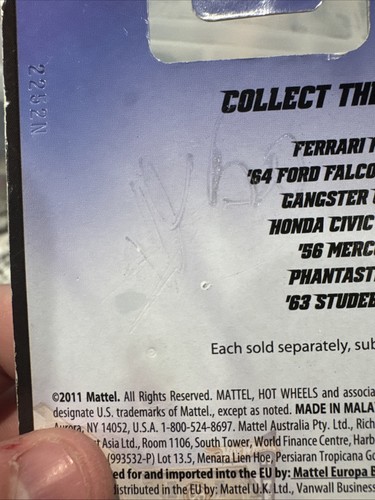 2252N
COLLECT THE
FERRARI
'64 FORD FALCO
GANGSTER
HONDA CIVIC
'56 MERC
PHANTAST
'63 STUDEB
Each sold separately, sub
©2011 Mattel. All Rights Reserved. MATTEL, HOT WHEELS and associa
designate U.S. trademarks of Mattel., except as noted. MADE IN MALA
Aurora, NY 14052, U.S.A. 1-800-524-8697. Mattel Australia Pty. Ltd., Rich
t Asia Ltd., Room 1106, South Tower, World Finance Centre, Harb
(993532-P) Lot 13.5, Menara Lien Hoe, Persiaran Tropicana Go
ed for and imported into the EU by: Mattel Europa B
istributed in the EU by: Mattel U.K. Ltd., Vanwall Busines